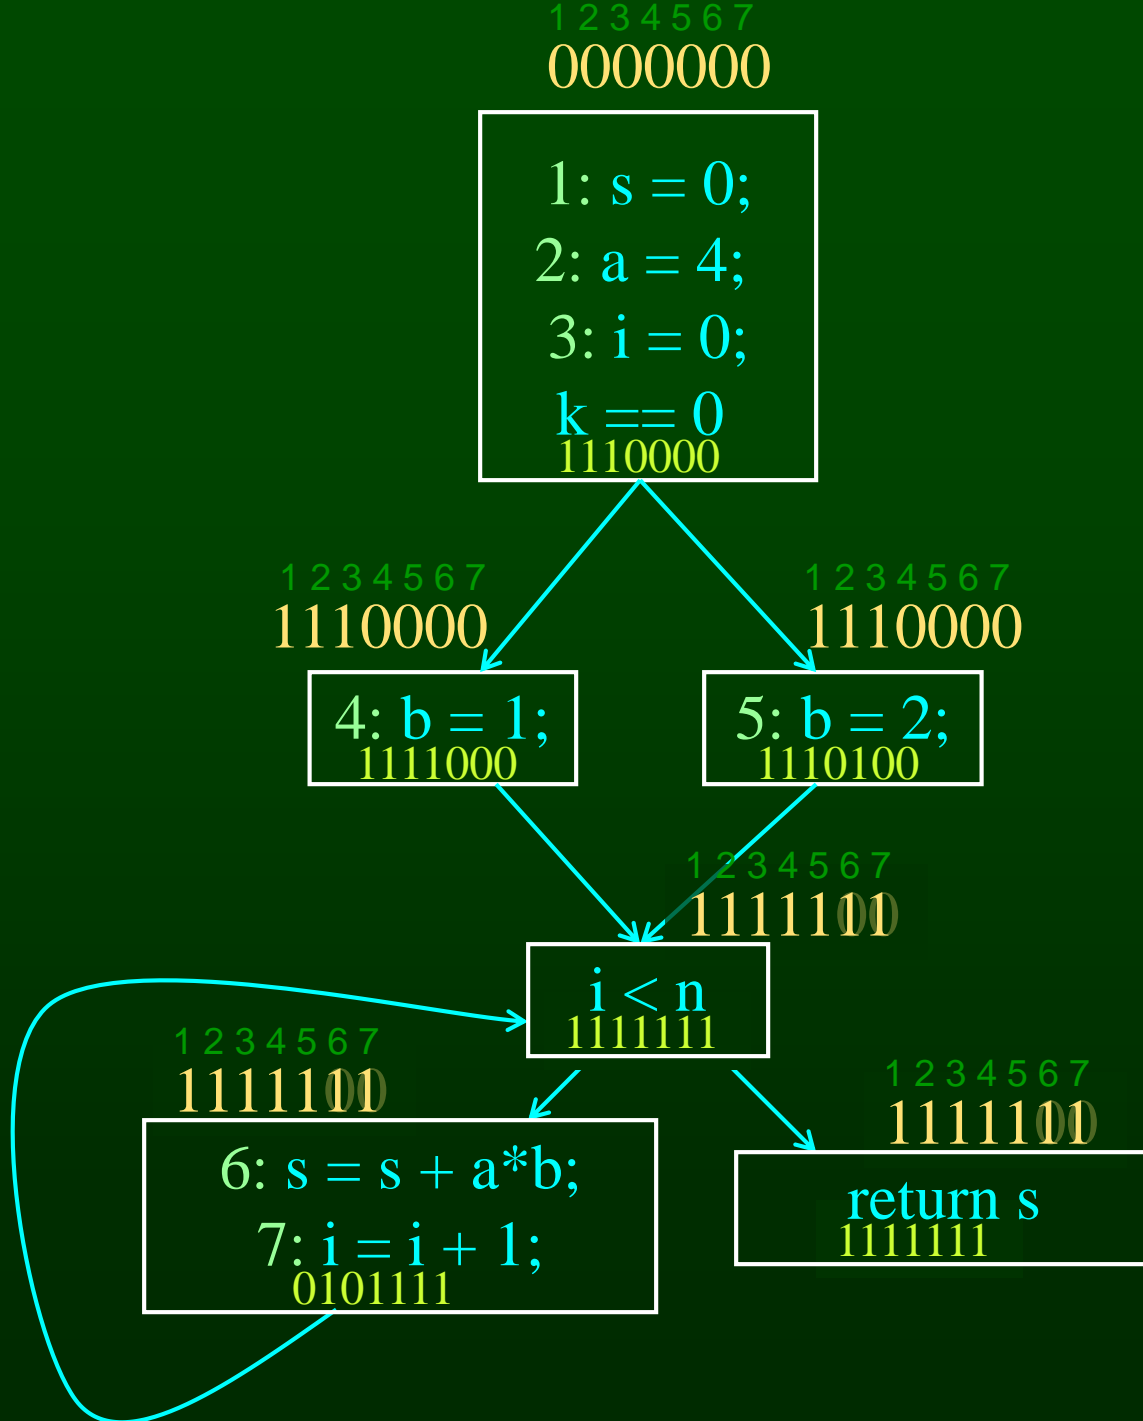 1 2 3 4 5 6 7
0000000
1: s = 0;
2: a = 4;
3: i = 0;
k == 0
1110000
1 2 3 4 5 6 7
1110000
1 2 3 4 5 6 7
1110000
4: b = 1;
1111000
5: b = 2;
1110100
1 2 3 4 5 6 7
1111111
i < n
1111111
1 2 3 4 5 6 7
1111111
6: s = s + a*b;
7: i = i + 1;
0101111
1 2 3 4 5 6 7
1111111
return s
1111111